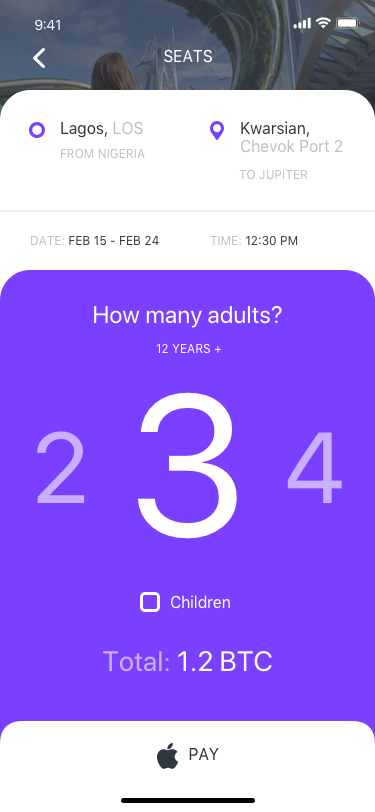 9:41
SEATS
Lagos, LOS
FROM NIGERIA
Kwarsian,
Chevok Port 2
TO JUPITER
DATE: FEB 15 - FEB 24
TIME: 12:30 PM
How many adults?
12 YEARS +
2
3
4
Children
Total: 1.2 BTC
PAY